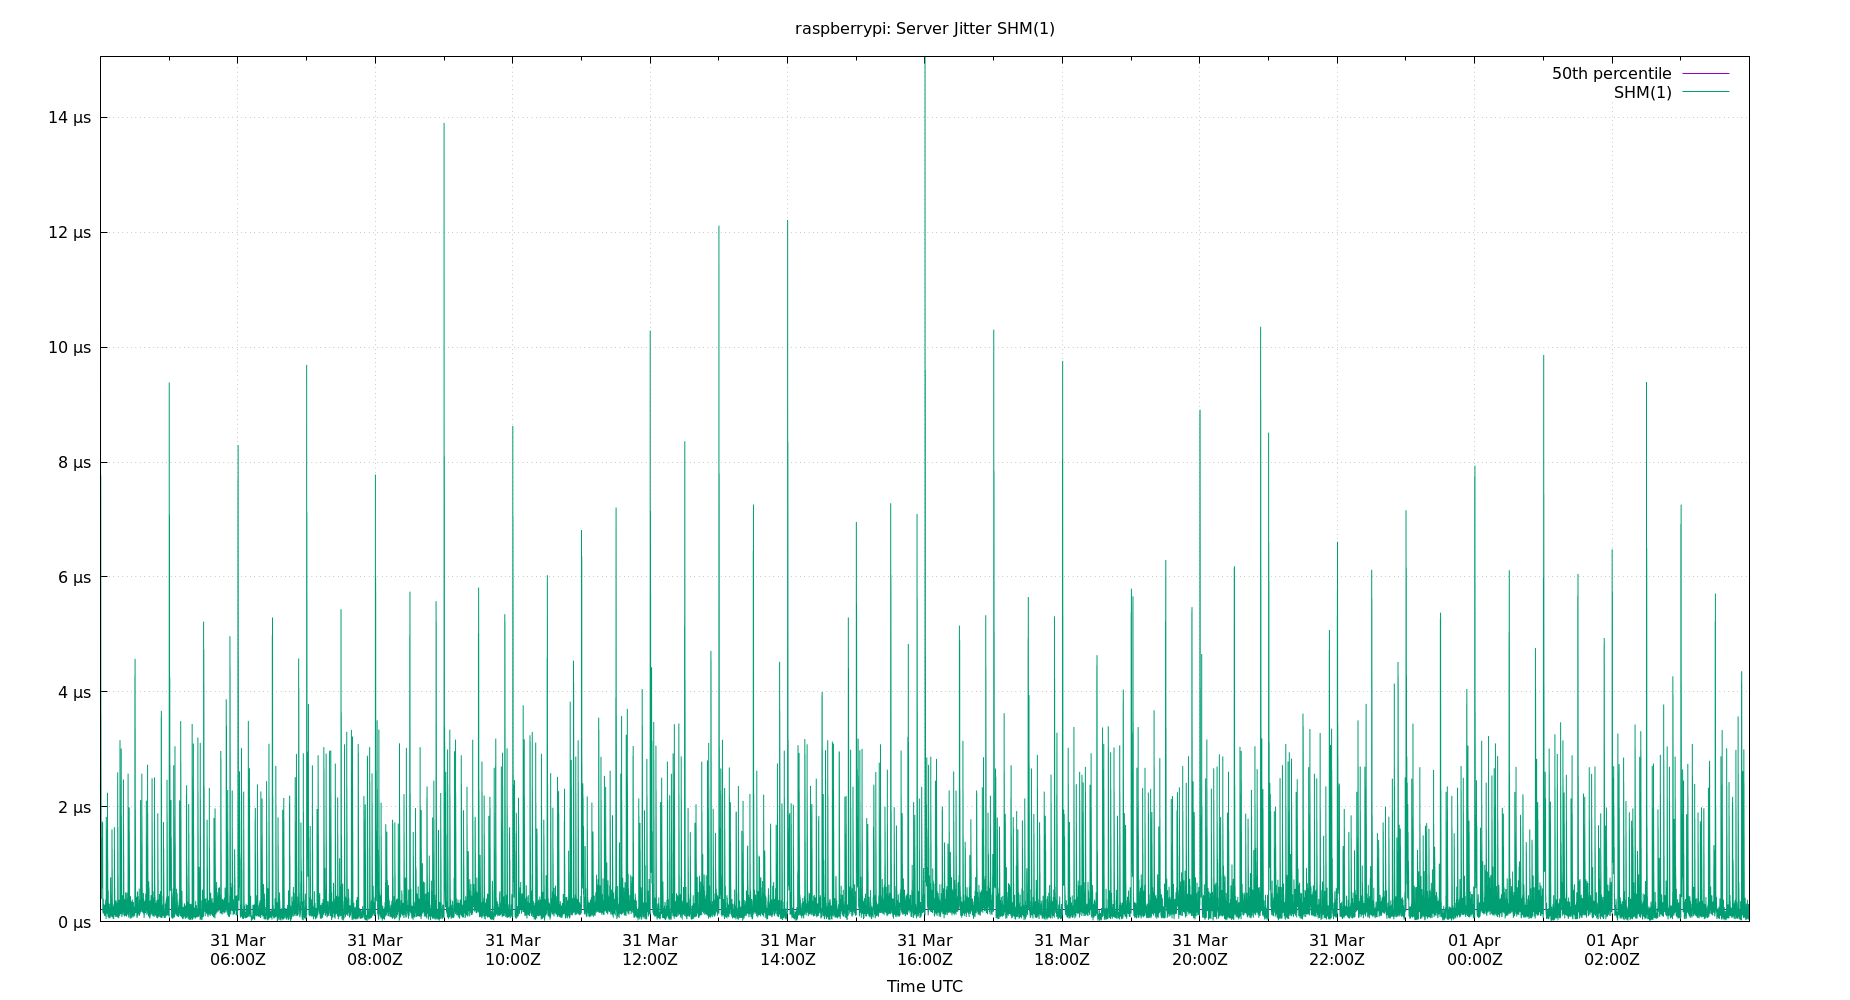 raspberrypi: Server Jitter SHM(1)
50th percentile
SHM(1)
14 µs
12 µs
10 µs
8 µs
6 µs
4 µs
2 µs
0 µs
31 Mar 31 Mar 31 Mar 31 Mar 31 Mar 31 Mar 31 Mar 31 Mar 31 Mar 01 Apr 01 Apr
06:00Z 08:00Z 10:00Z 12:00Z 14:00Z 16:00Z 18:00Z 20:00Z 22:00Z 00:00Z 02:00Z
Time UTC